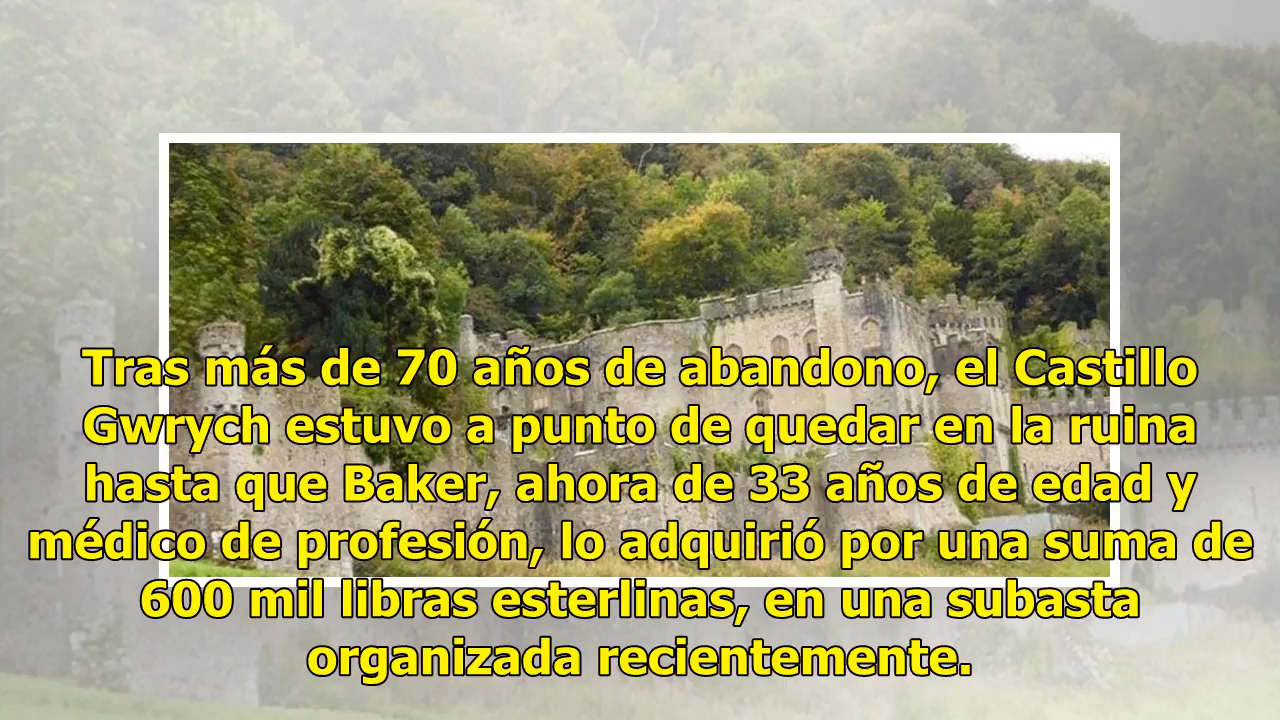 Tras más de 70 años de abandono, el Castillo
Gwrych estuvo a punto de quedar en la ruina
hasta que Baker, ahora de 33 años de edad y
médico de profesión, lo adquirió por una suma de
600 mil libras esterlinas, en una subasta
organizada recientemente.